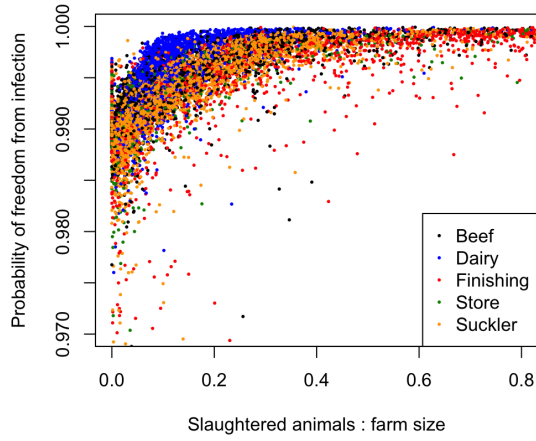 Probability of freedom from infection
1.000
0.990
0.980
0.970
Beef
Dairy
Finishing
Store
Suckler
0.0 0.2 0.4 0.6 0.8
Slaughtered animals : farm size